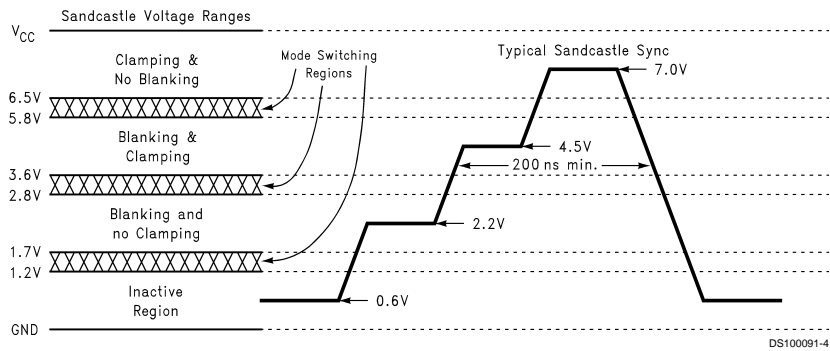 Sandcastle Voltage Ranges
VCC
Clamping &
No Blanking
6.5V
5.8V
Blanking &
Clamping
3.6V
2.8V
Blanking and
no Clamping
1.7V
1.2V
Inactive
Region
GND
Mode Switching
Regions
Typical Sandcastle Sync
7.0V
4.5V
200 ns min.
2.2V
0.6V
DS100091-4